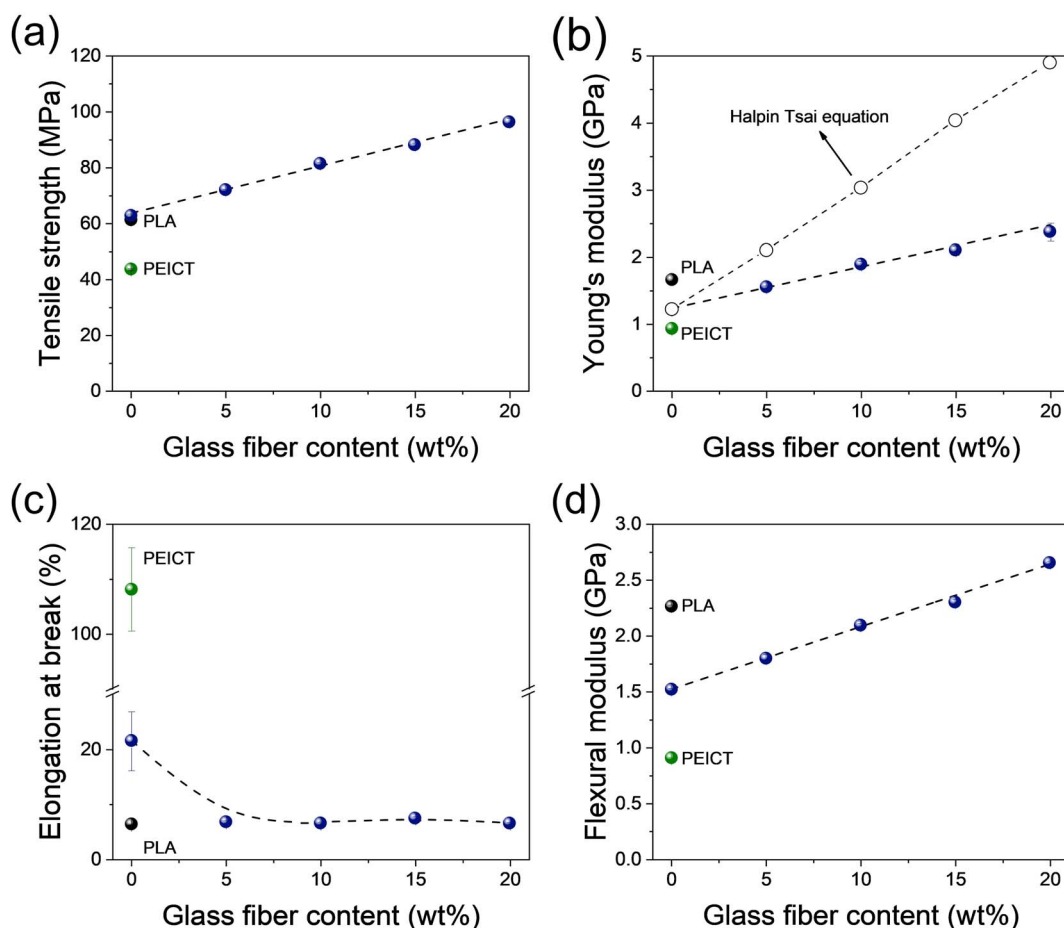 (a)
120
100
80
60
40
20
0
Tensile strength (MPa)
PLA
PEICT
0 5 10 15 20
Glass fiber content (wt%)
(b)
5
4
3
2
1
0
Young's modulus (GPa)
Halpin Tsai equation
PLA
PEICT
0 5 10 15 20
Glass fiber content (wt%)
(c)
120
100
20
0
Elongation at break (%)
PEICT
PLA
0 5 10 15 20
Glass fiber content (wt%)
(d)
3.0
2.5
2.0
1.5
1.0
0.5
0.0
Flexural modulus (GPa)
PLA
PEICT
0 5 10 15 20
Glass fiber content (wt%)